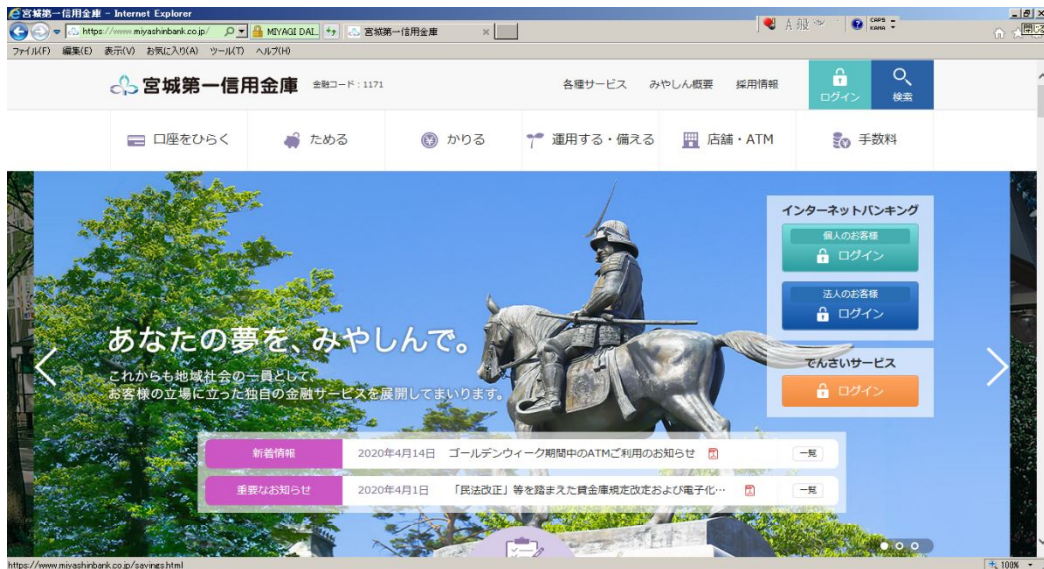 宮城第一信用金庫 - Internet Explorer
https://www.miyashinbank.co.jp/
MIYAGI DAI...
宮城第一信用金庫
A 般
CAPS
KANA
ファイル(F) 編集(E) 表示(V) お気に入り(A) ツール(T) ヘルプ(H)
宮城第一信用金庫 金融コード：1171
各種サービス みやしん概要 採用情報
ログイン
検索
口座をひらく ためる かりる 運用する・備える 店舗・ATM 手数料
インターネットバンキング
個人のお客様
ログイン
法人のお客様
ログイン
でんさいサービス
ログイン
あなたの夢を、みやしんで。
これからも地域社会の一員として、
お客様の立場に立った独自の金融サービスを展開してまいります。
新着情報 2020年4月14日 ゴールデンウィーク期間中のATMご利用のお知らせ 一覧
重要なお知らせ 2020年4月1日 「民法改正」等を踏まえた貸金庫規定改定および電子化… 一覧
https://www.miyashinbank.co.jp/savings.html
100%